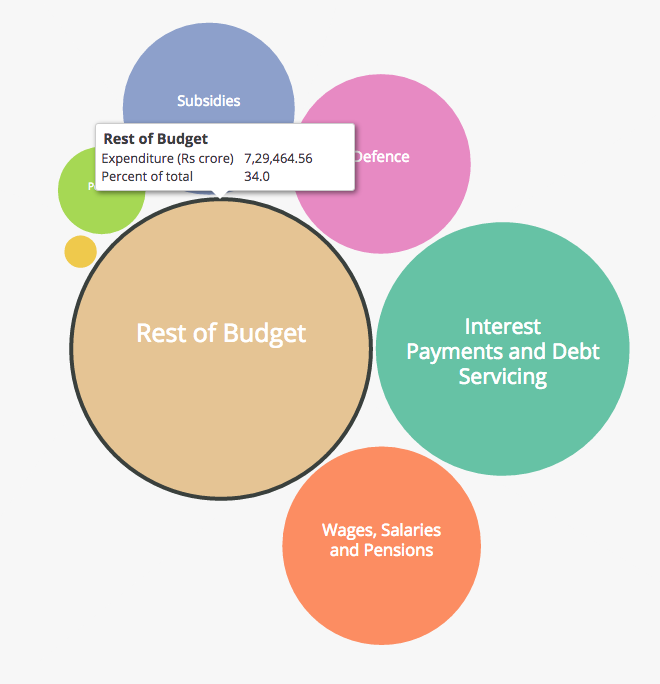 Subsidies
Rest of Budget
Expenditure (Rs crore) 7,29,464.56
Percent of total 34.0
Defence
Rest of Budget
Interest
Payments and Debt
Servicing
Wages, Salaries
and Pensions